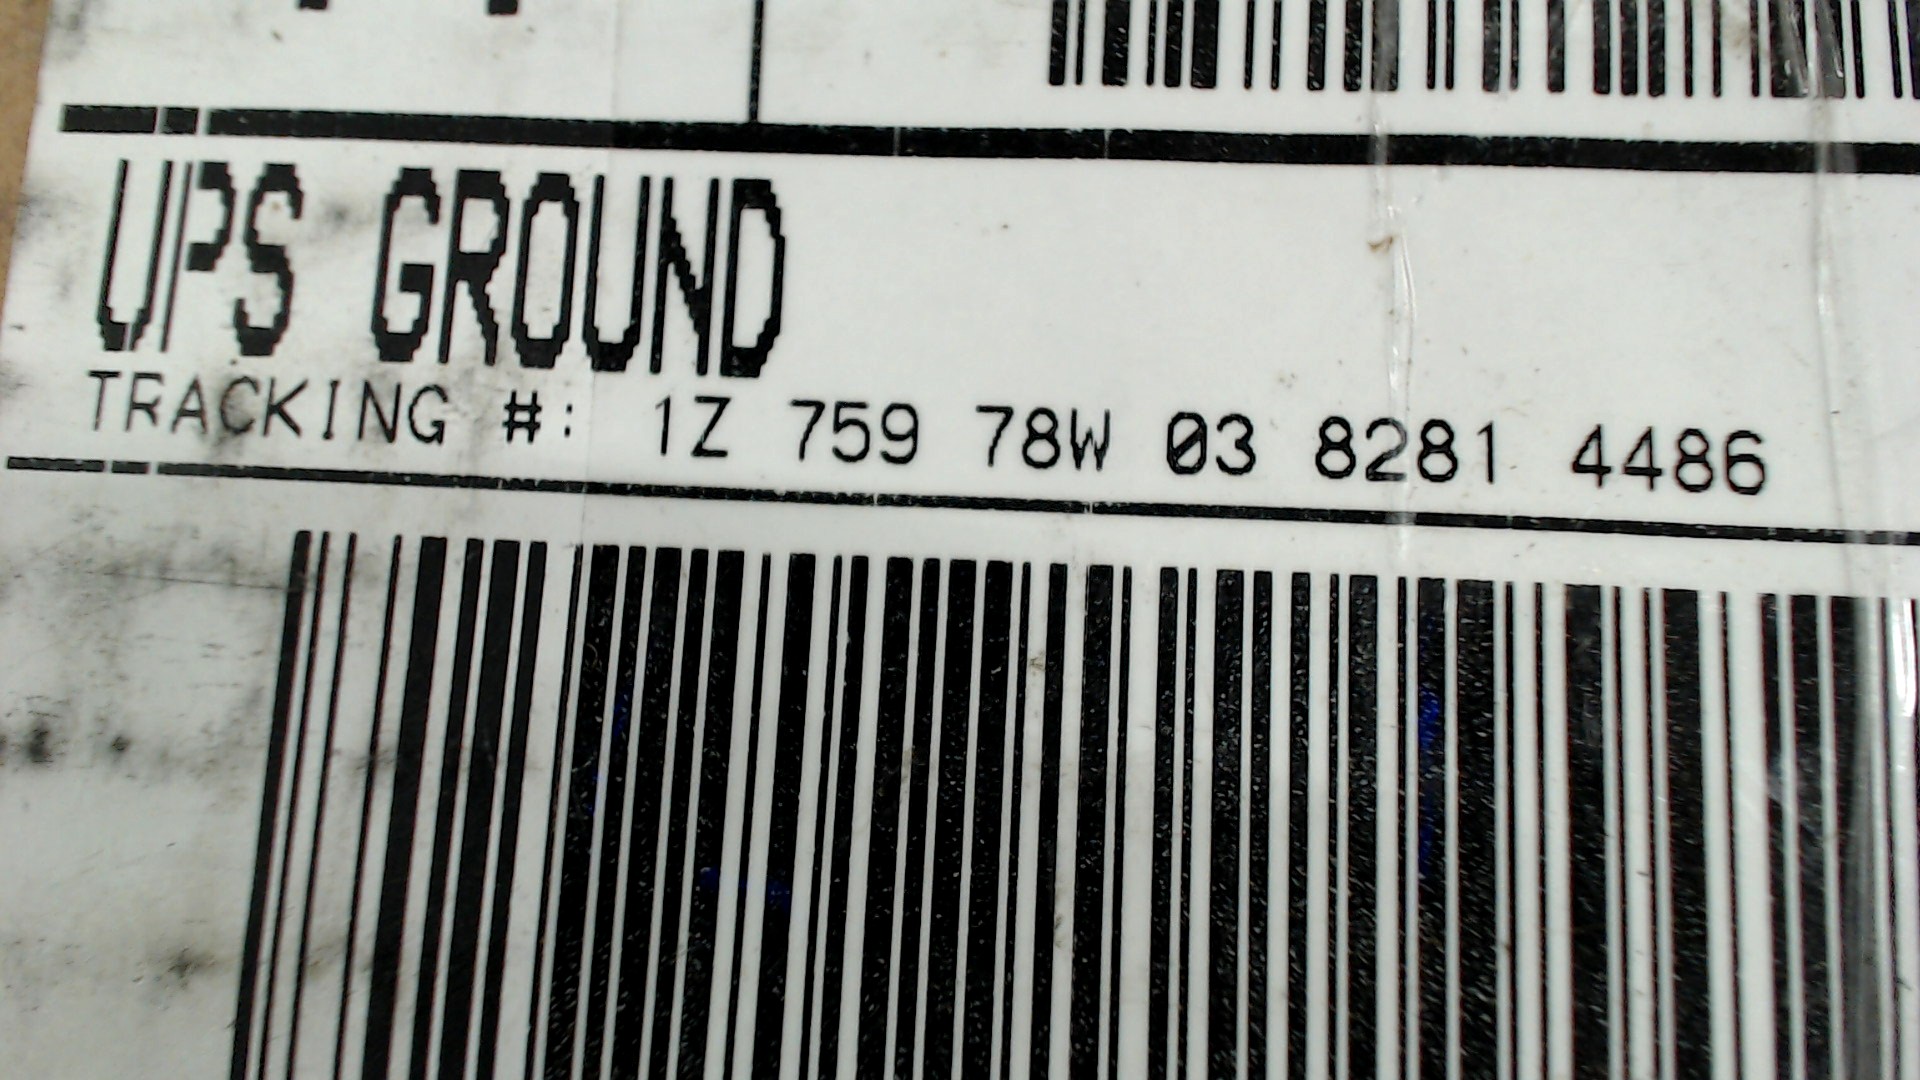 UPS GROUND
TRACKING #: 1Z 759 78W 03 8281 4486